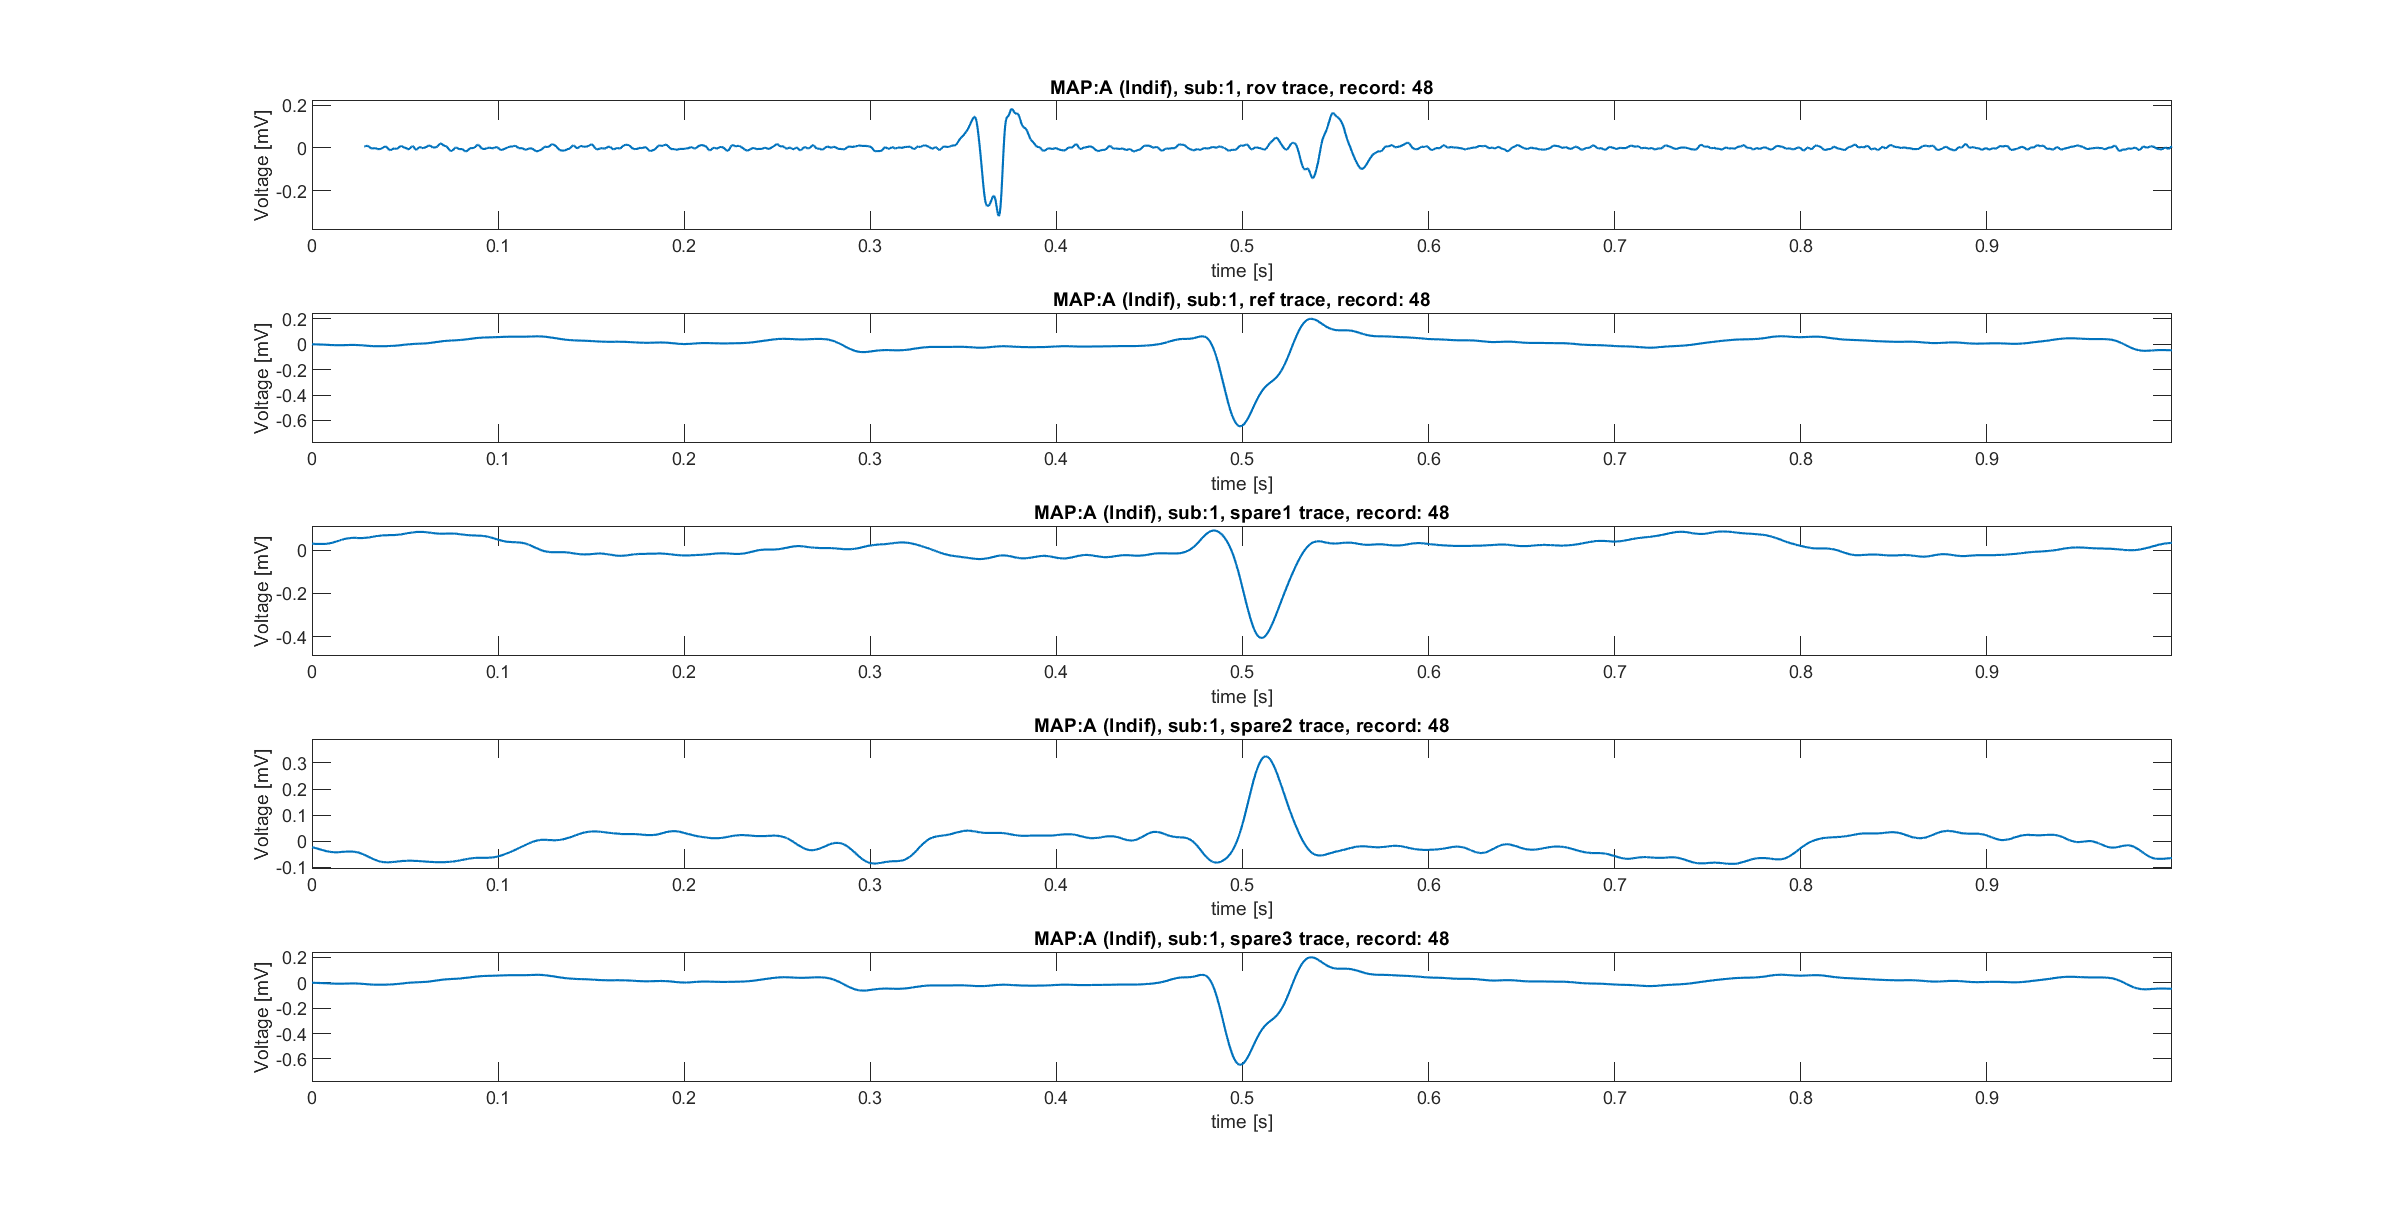 MAP:A (Indif), sub:1, rov trace, record: 48
Voltage [mV]
0.2
0
-0.2
0 0.1 0.2 0.3 0.4 0.5 0.6 0.7 0.8 0.9
time [s]
MAP:A (Indif), sub:1, ref trace, record: 48
Voltage [mV]
0.2
0
-0.2
-0.4
-0.6
0 0.1 0.2 0.3 0.4 0.5 0.6 0.7 0.8 0.9
time [s]
MAP:A (Indif), sub:1, spare1 trace, record: 48
Voltage [mV]
0
-0.2
-0.4
0 0.1 0.2 0.3 0.4 0.5 0.6 0.7 0.8 0.9
time [s]
MAP:A (Indif), sub:1, spare2 trace, record: 48
Voltage [mV]
0.3
0.2
0.1
0
-0.1
0 0.1 0.2 0.3 0.4 0.5 0.6 0.7 0.8 0.9
time [s]
MAP:A (Indif), sub:1, spare3 trace, record: 48
Voltage [mV]
0.2
0
-0.2
-0.4
-0.6
0 0.1 0.2 0.3 0.4 0.5 0.6 0.7 0.8 0.9
time [s]